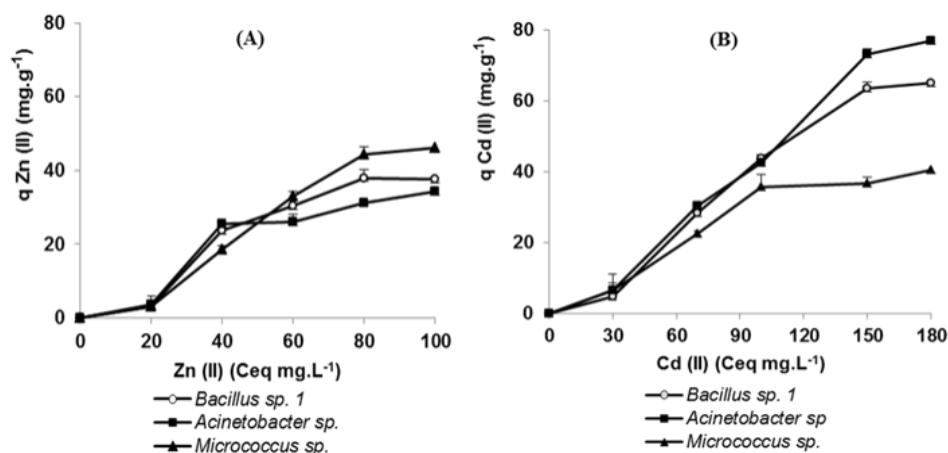 (A)
80
60
40
20
0
q Zn (II) (mg.g⁻¹)
0 20 40 60 80 100
Zn (II) (Ceq mg.L⁻¹)
Bacillus sp. 1
Acinetobacter sp.
Micrococcus sp.
(B)
80
60
40
20
0
q Cd (II) (mg.g⁻¹)
0 30 60 90 120 150 180
Cd (II) (Ceq mg.L⁻¹)
Bacillus sp. 1
Acinetobacter sp
Micrococcus sp.